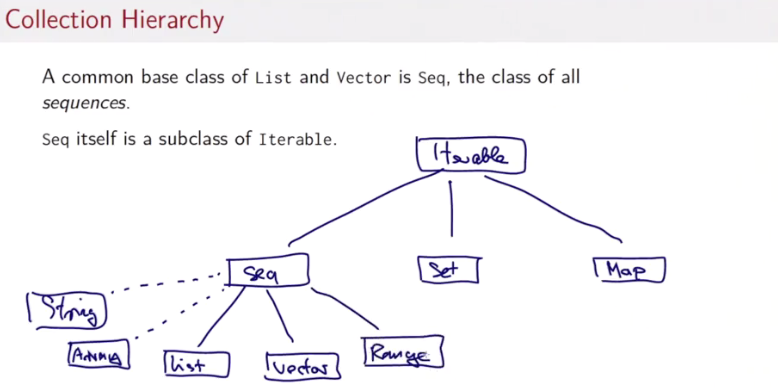 Collection Hierarchy
A common base class of List and Vector is Seq, the class of all
sequences.
Seq itself is a subclass of Iterable.
Iterable
Seq
Set
Map
String
Array
List
Vector
Range